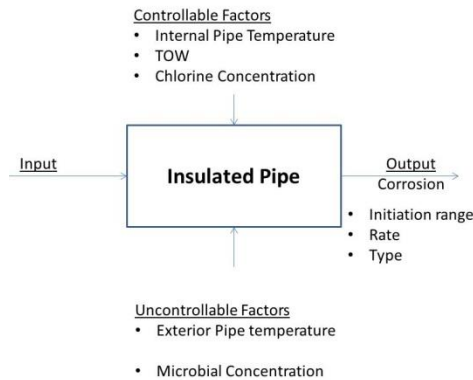 Controllable Factors
• Internal Pipe Temperature
• TOW
• Chlorine Concentration
Input
Insulated Pipe
Output
Corrosion
• Initiation range
• Rate
• Type
Uncontrollable Factors
• Exterior Pipe temperature
• Microbial Concentration